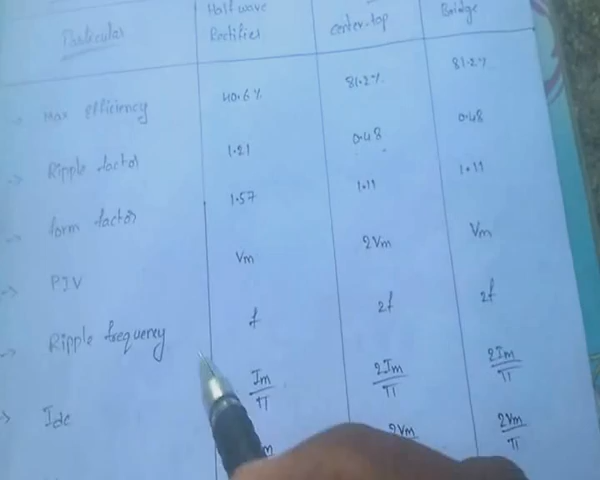 Particular Half wave Rectifier center-tap Bridge
-> Max efficiency 40.6% 81.2% 81.2%
-> Ripple factor 1.21 0.48 0.48
-> form factor 1.57 1.11 1.11
-> PIV Vm 2Vm Vm
-> Ripple frequency f 2f 2f
-> Idc Im/π 2Im/π 2Im/π
m 2Vm 2Vm/π